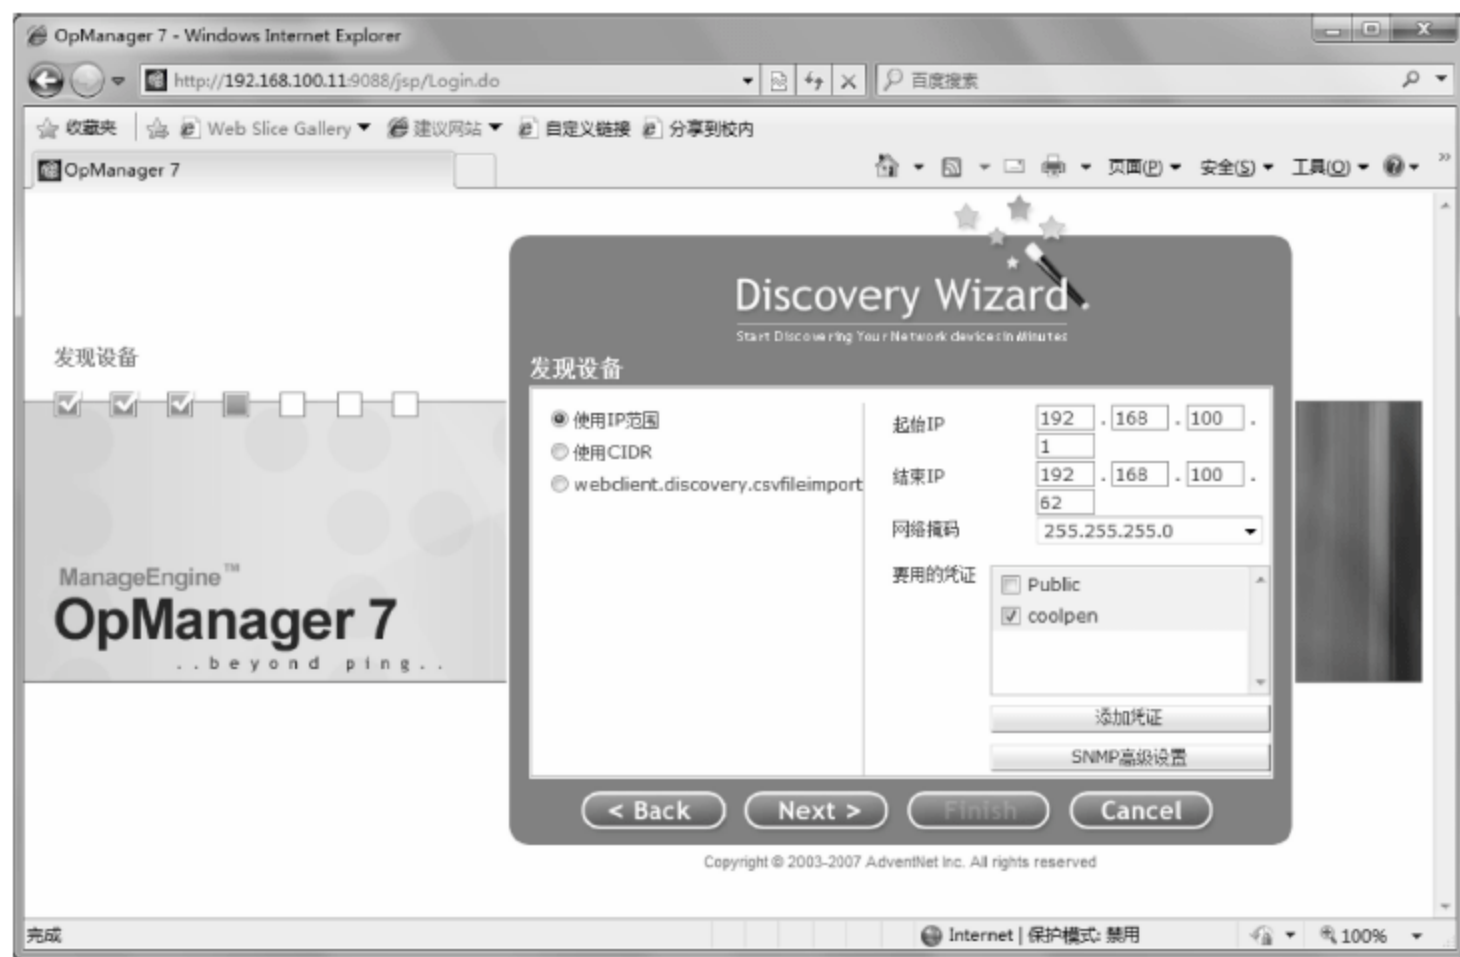 OpManager 7 - Windows Internet Explorer
http://192.168.100.11:9088/jsp/Login.do
百度搜索
收藏夹 Web Slice Gallery 建议网站 自定义链接 分享到校内
OpManager 7
页面(P) 安全(S) 工具(O)
Discovery Wizard
Start Discovering Your Network devices in Minutes
发现设备
发现设备
使用IP范围
使用CIDR
webclient.discovery.csvfileimport
起始IP
192 . 168 . 100 .
1
结束IP
192 . 168 . 100 .
62
网络掩码
255.255.255.0
要用的凭证
Public
coolpen
添加凭证
SNMP高级设置
ManageEngine™
OpManager 7
..beyond ping..
< Back Next > Finish Cancel
Copyright © 2003-2007 AdventNet Inc. All rights reserved
完成
Internet | 保护模式: 禁用
100%